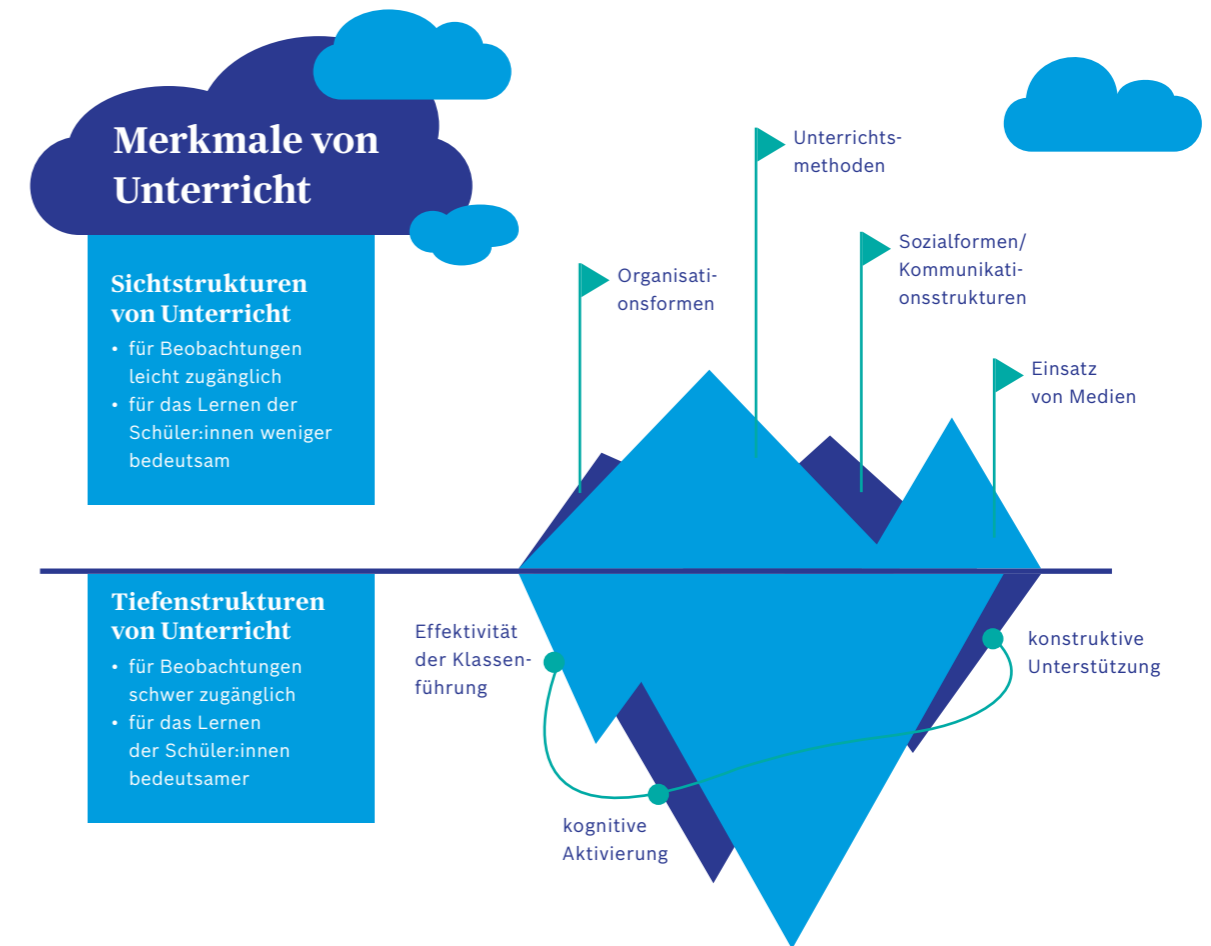 Merkmale von
Unterricht
Sichtstrukturen
von Unterricht
• für Beobachtungen
leicht zugänglich
• für das Lernen der
Schüler:innen weniger
bedeutsam
Organisati-
onsformen
Unterrichts-
methoden
Sozialformen/
Kommunikati-
onsstrukturen
Einsatz
von Medien
Tiefenstrukturen
von Unterricht
• für Beobachtungen
schwer zugänglich
• für das Lernen
der Schüler:innen
bedeutsamer
Effektivität
der Klassen-
führung
kognitive
Aktivierung
konstruktive
Unterstützung